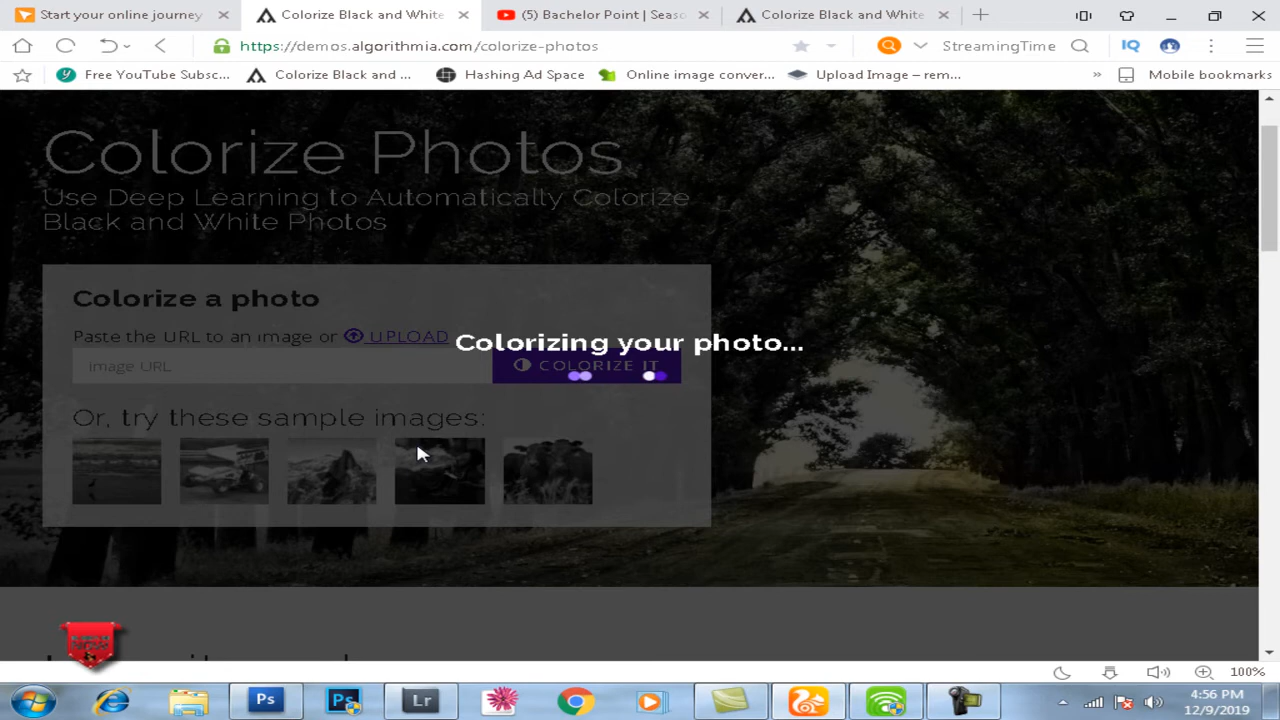 Start your online journey
Colorize Black and White
(5) Bachelor Point | Seaso
Colorize Black and White
https://demos.algorithmia.com/colorize-photos
StreamingTime
IQ
Free YouTube Subsc...
Colorize Black and ...
Hashing Ad Space
Online image conver...
Upload Image – rem...
»
Mobile bookmarks
Colorize Photos
Use Deep Learning to Automatically Colorize
Black and White Photos
Colorize a photo
Paste the URL to an image or UPLOAD
Colorizing your photo...
Image URL
COLORIZE IT
Or, try these sample images:
100%
Ps
Ps
Lr
4:56 PM
12/9/2019